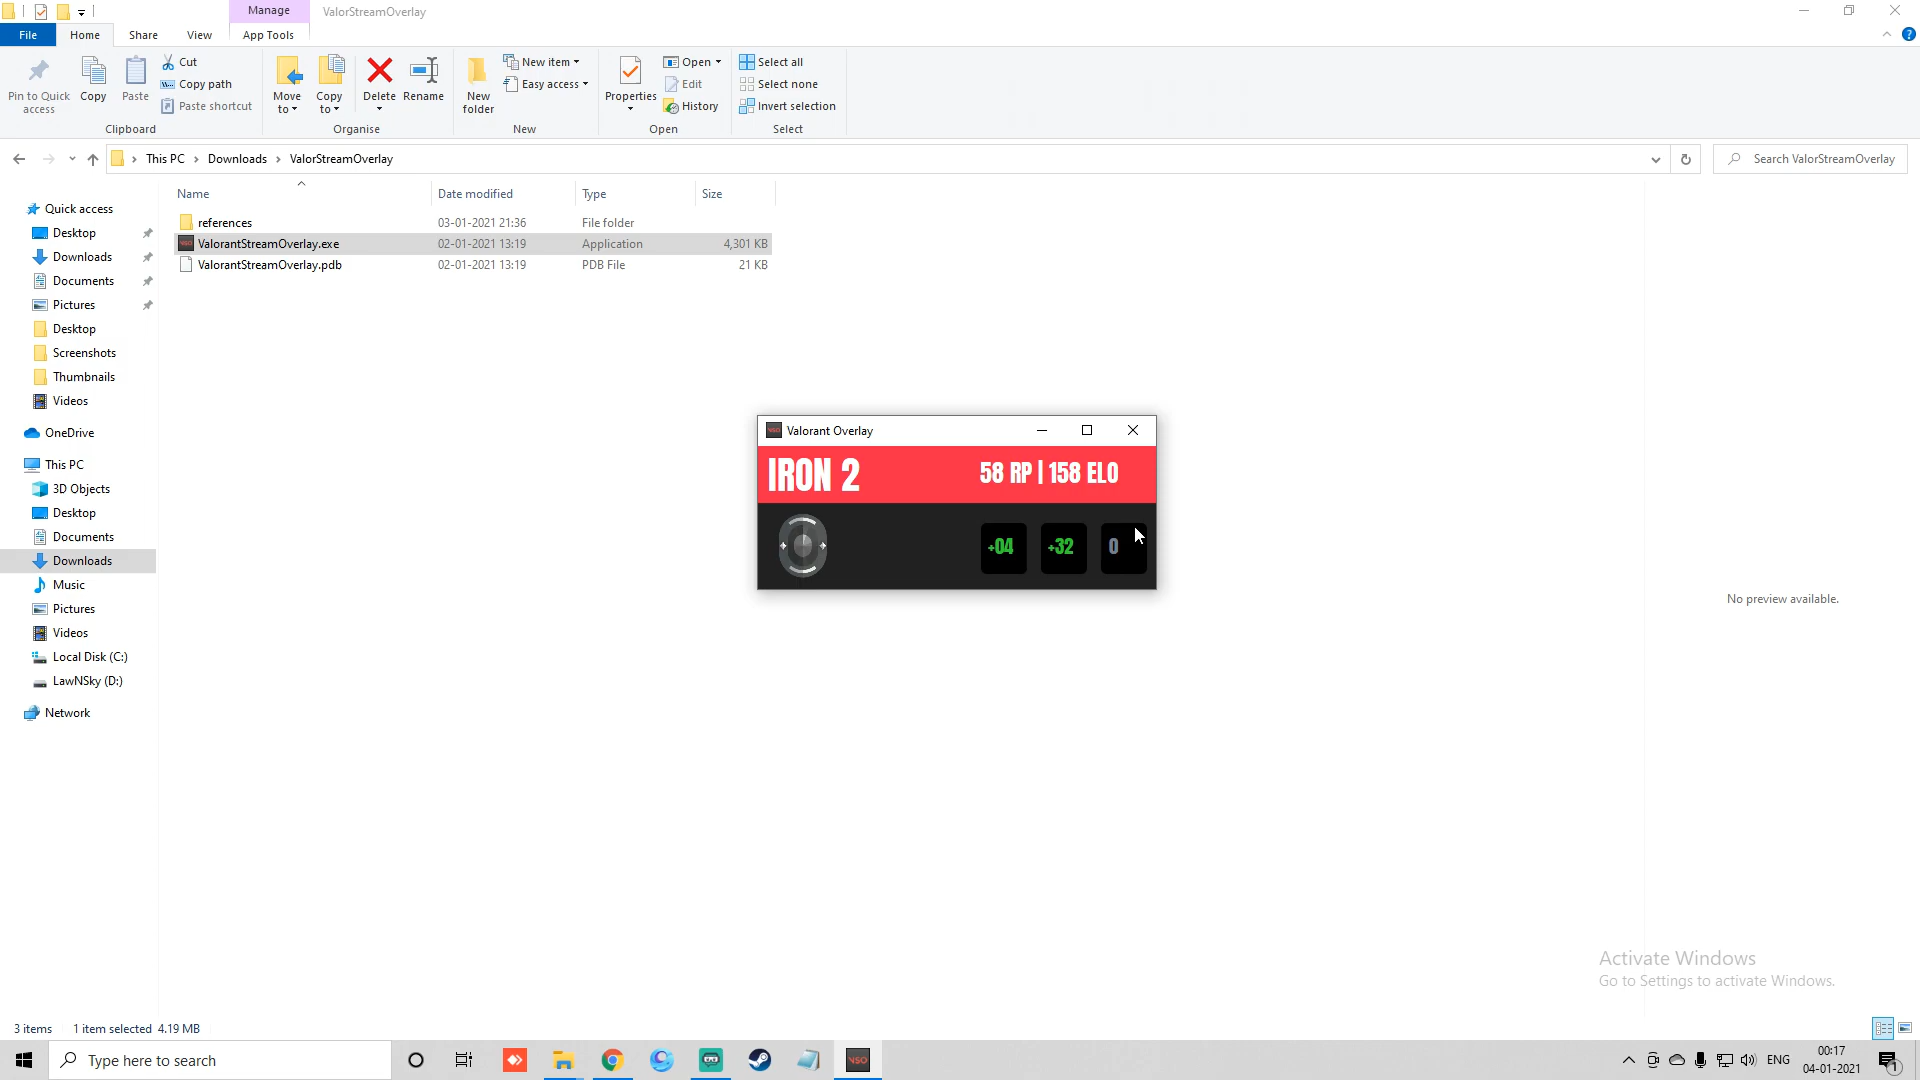 Manage
ValorStreamOverlay
File
Home
Share
View
App Tools
Pin to Quick access
Copy
Paste
Cut
Copy path
Paste shortcut
Clipboard
Move to
Copy to
Delete
Rename
Organise
New folder
New item
Easy access
New
Properties
Open
Edit
History
Open
Select all
Select none
Invert selection
Select
This PC
Downloads
ValorStreamOverlay
Search ValorStreamOverlay
Name
Date modified
Type
Size
references
03-01-2021 21:36
File folder
ValorantStreamOverlay.exe
02-01-2021 13:19
Application
4,301 KB
ValorantStreamOverlay.pdb
02-01-2021 13:19
PDB File
21 KB
Quick access
Desktop
Downloads
Documents
Pictures
Desktop
Screenshots
Thumbnails
Videos
OneDrive
This PC
3D Objects
Desktop
Documents
Downloads
Music
Pictures
Videos
Local Disk (C:)
LawNSky (D:)
Network
VSO
Valorant Overlay
IRON 2
58 RP | 158 ELO
+04
+32
0
No preview available.
Activate Windows
Go to Settings to activate Windows.
3 items
1 item selected 4.19 MB
Type here to search
VSO
ENG
00:17
04-01-2021
1